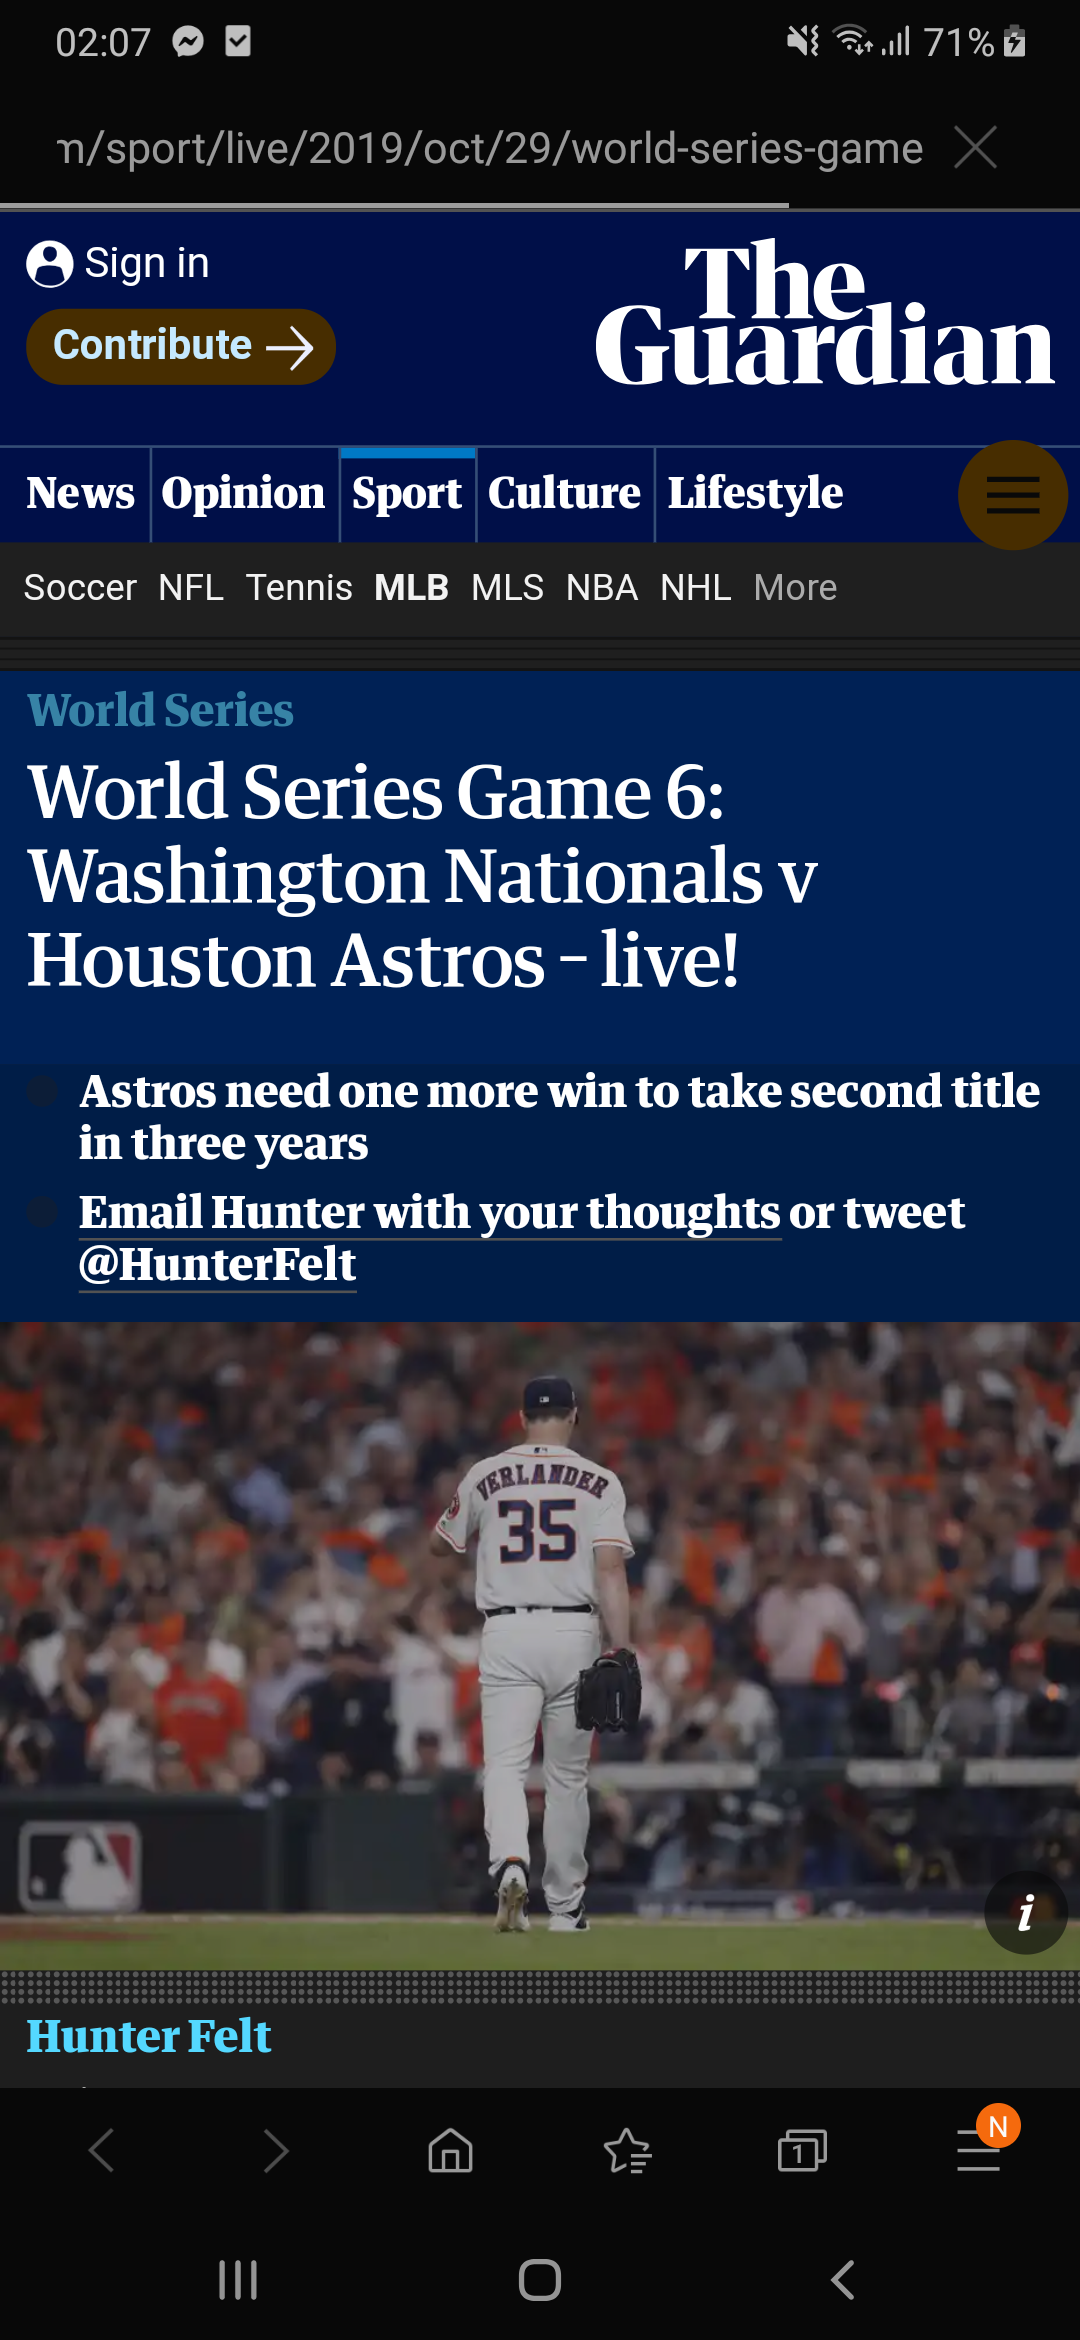 02:07
71%
m/sport/live/2019/oct/29/world-series-game
Sign in
The
Guardian
Contribute
News Opinion Sport Culture Lifestyle
Soccer NFL Tennis MLB MLS NBA NHL More
World Series
World Series Game 6:
Washington Nationals v
Houston Astros – live!
Astros need one more win to take second title
in three years
Email Hunter with your thoughts or tweet
@HunterFelt
VERLANDER
35
i
Hunter Felt
1
N